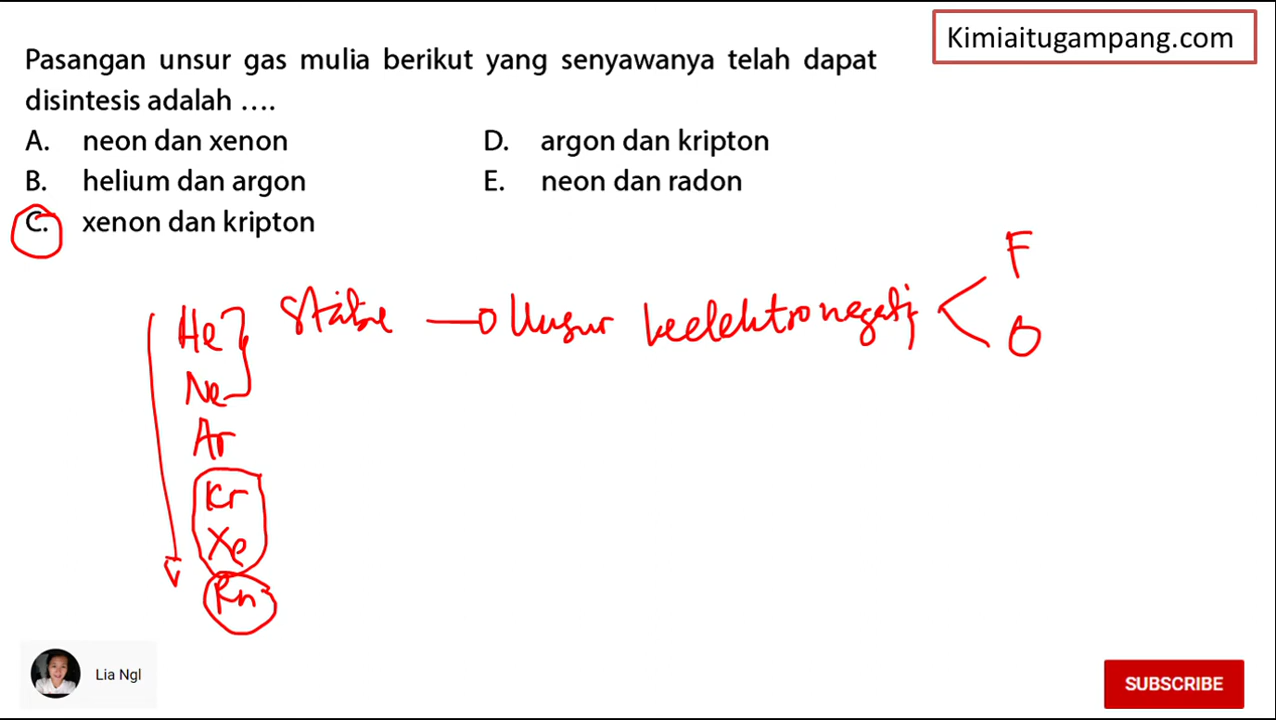 Kimiaitugampang.com
Pasangan unsur gas mulia berikut yang senyawanya telah dapat
disintesis adalah ....
A. neon dan xenon
B. helium dan argon
C. xenon dan kripton
D. argon dan kripton
E. neon dan radon
He stabil Unsur keelektronegatif F
O
Ne
Ar
Kr
Xe
Rn
Lia Ngl
SUBSCRIBE